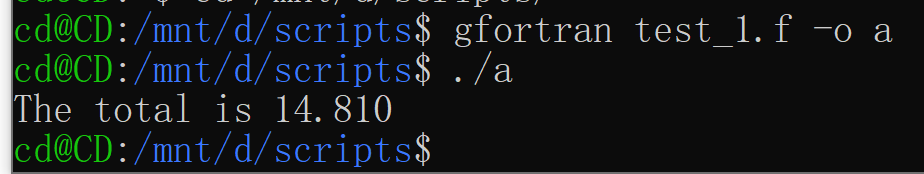 cd@CD:/mnt/d/scripts$ gfortran test_1.f -o a
cd@CD:/mnt/d/scripts$ ./a
The total is 14.810
cd@CD:/mnt/d/scripts$